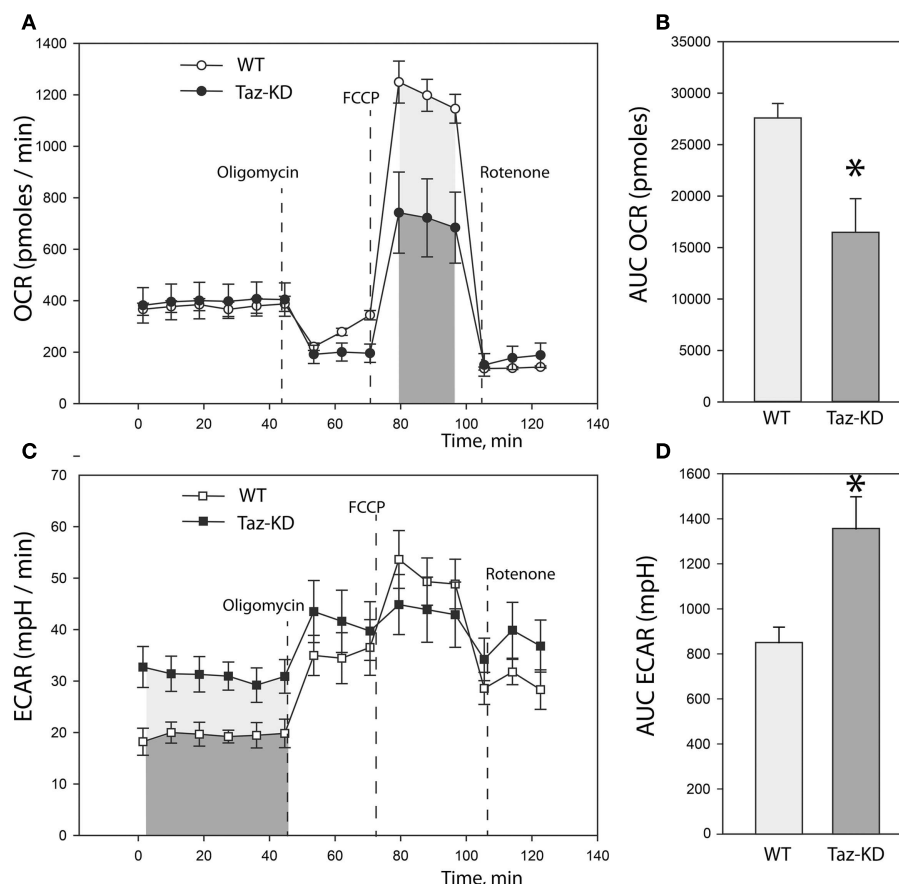 A
OCR (pmoles / min)
1400
1200
1000
800
600
400
200
0
WT
Taz-KD
Oligomycin
FCCP
Rotenone
0 20 40 60 80 100 120 140
Time, min
B
AUC OCR (pmoles)
35000
30000
25000
20000
15000
10000
5000
0
*
WT Taz-KD
C
ECAR (mpH / min)
70
60
50
40
30
20
10
0
WT
Taz-KD
Oligomycin
FCCP
Rotenone
0 20 40 60 80 100 120 140
Time, min
D
AUC ECAR (mpH)
1600
1400
1200
1000
800
600
400
200
0
*
WT Taz-KD